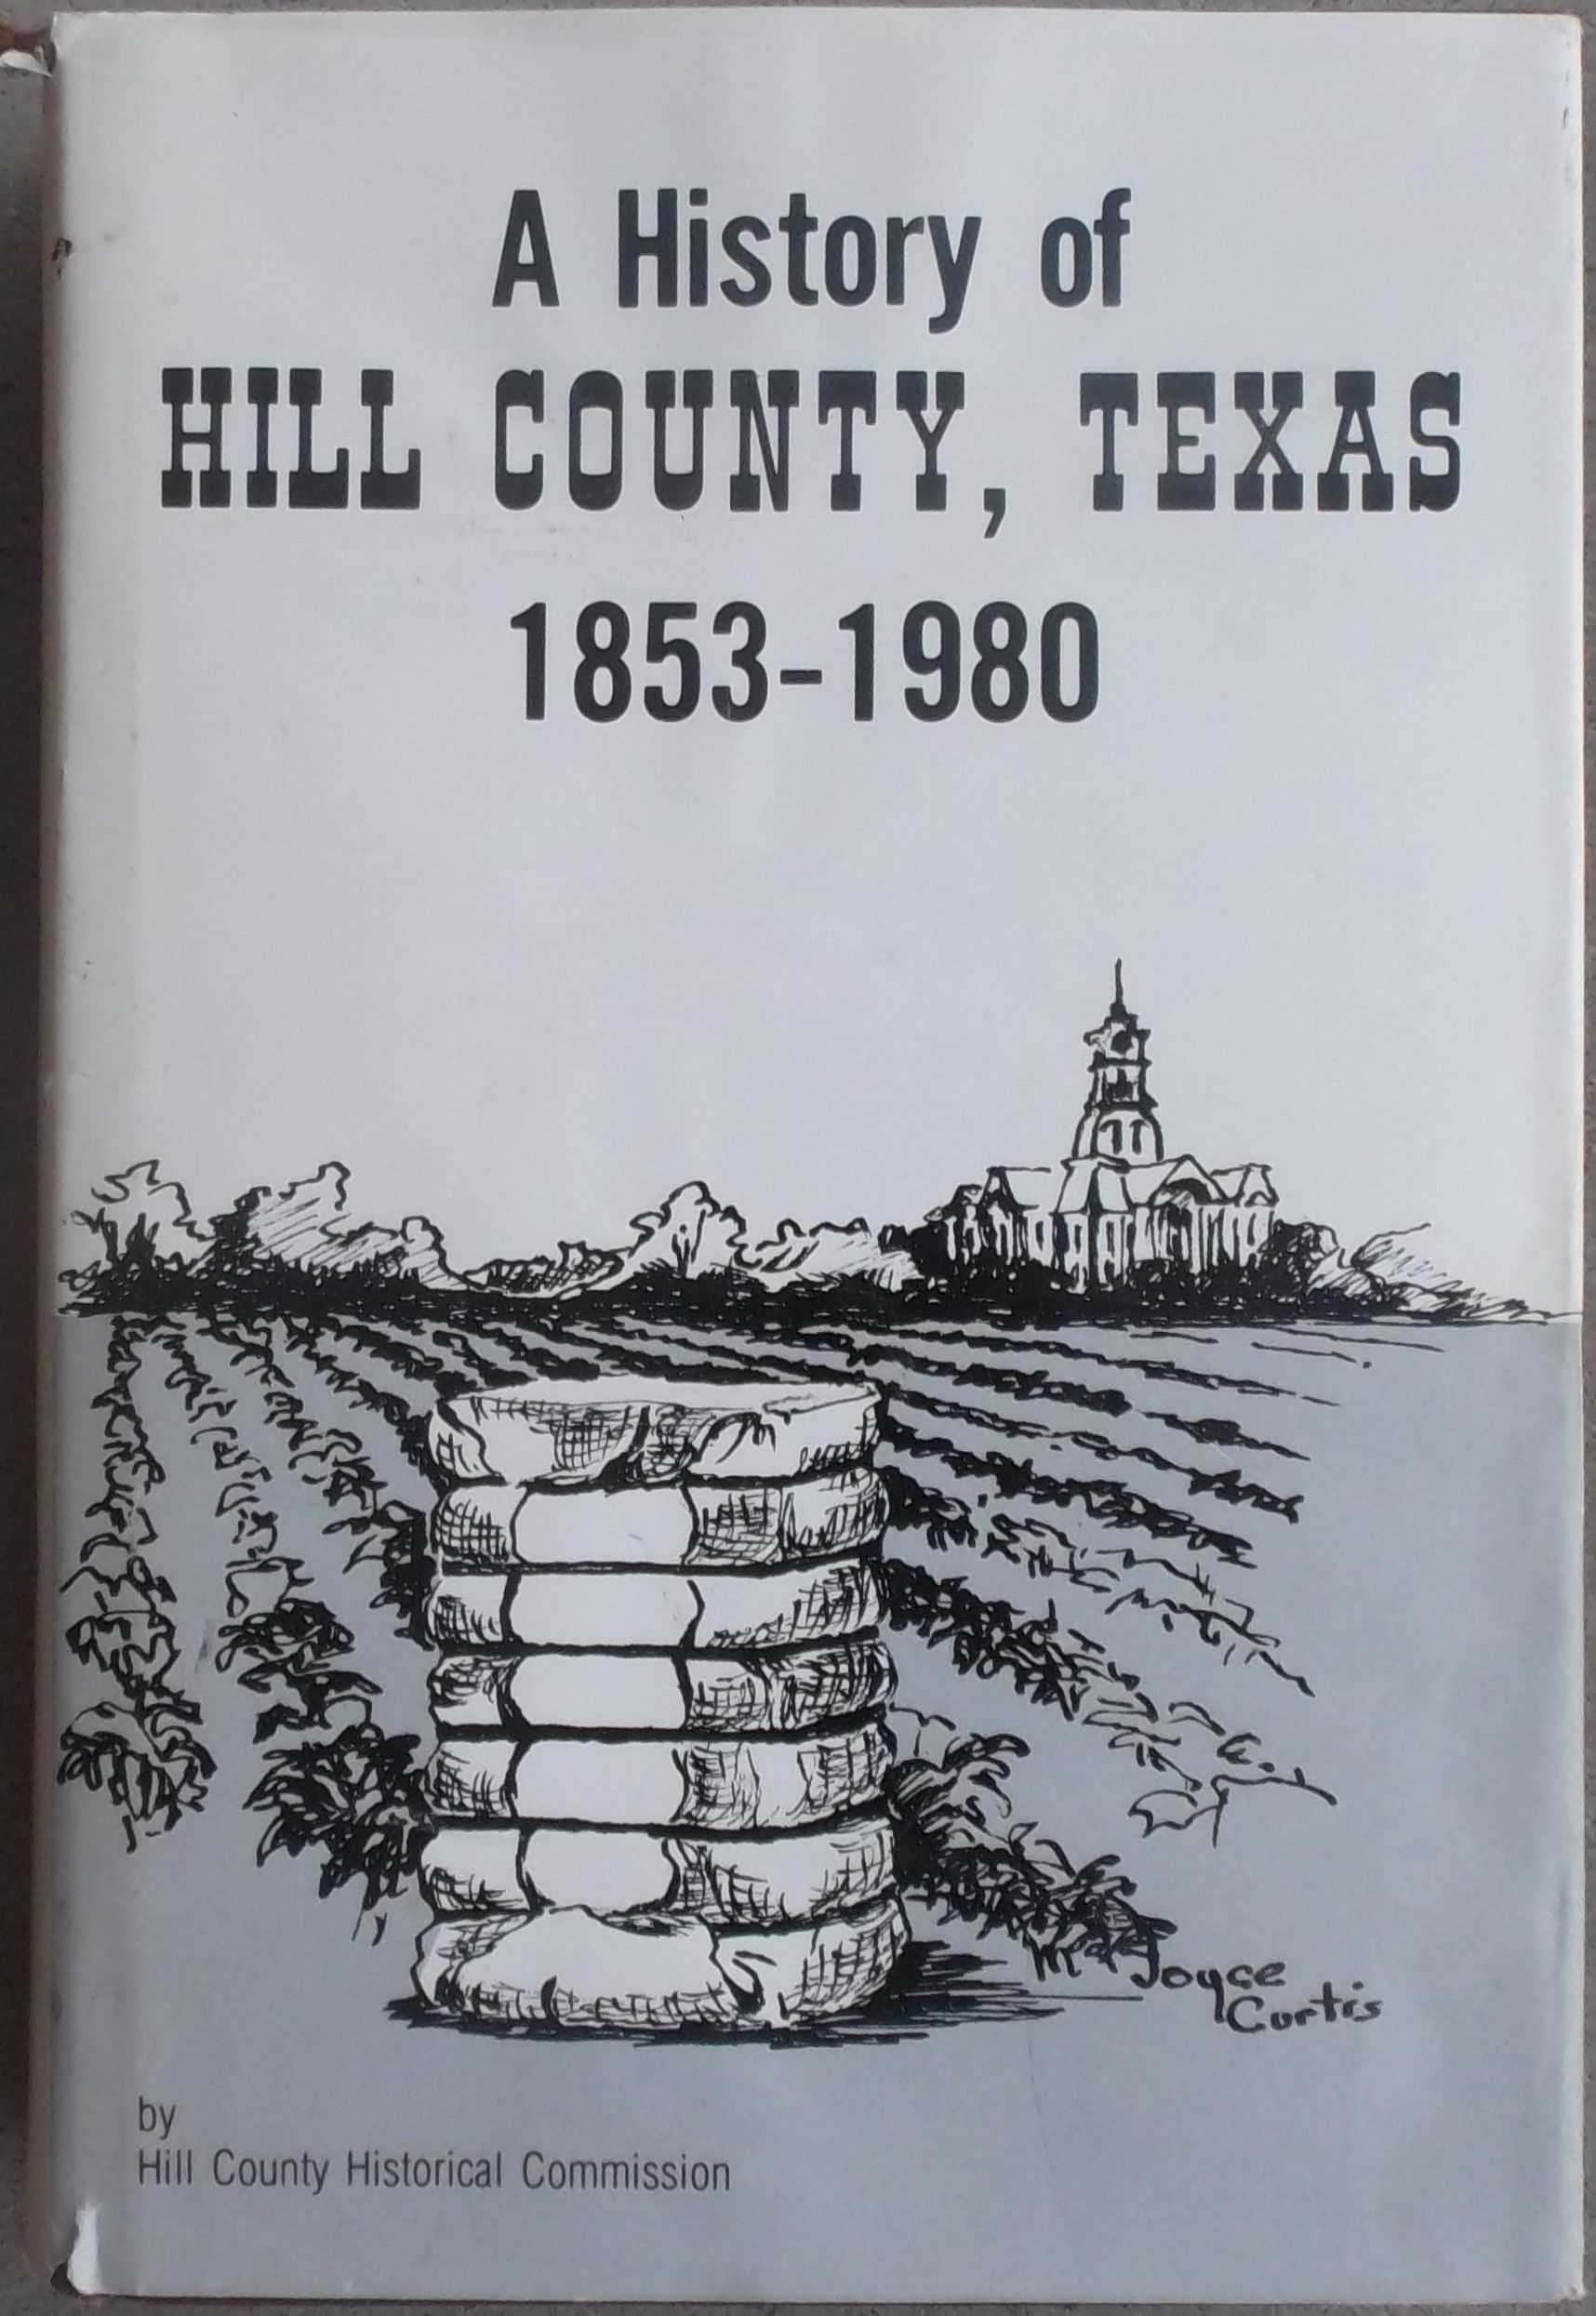 A History of
HILL COUNTY, TEXAS
1853-1980
Joyce
Curtis
by
Hill County Historical Commission